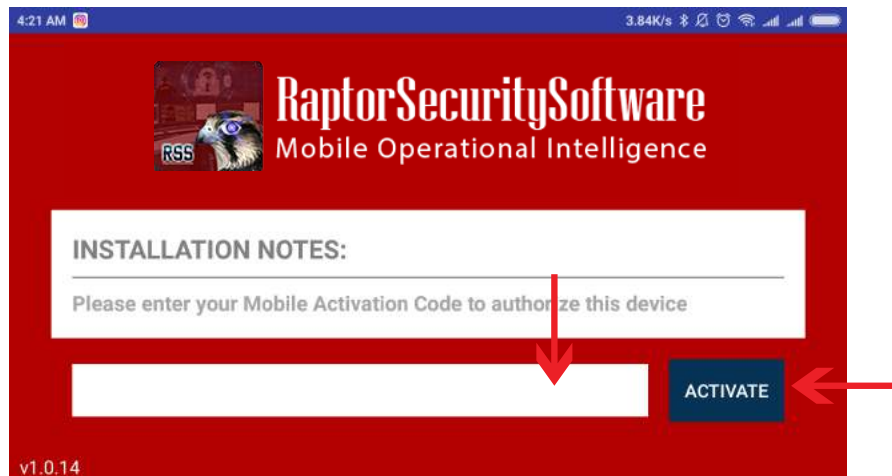 4:21 AM 3.84K/s
RSS
RaptorSecuritySoftware
Mobile Operational Intelligence
INSTALLATION NOTES:
Please enter your Mobile Activation Code to authorize this device
ACTIVATE
v1.0.14